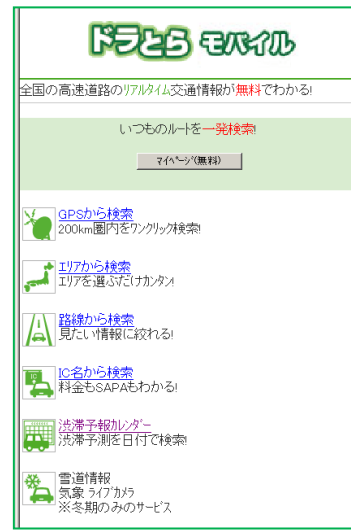 ドラとら モバイル
全国の高速道路のﾘｱﾙﾀｲﾑ交通情報が無料でわかる!
いつものルートを一発検索!
ﾏｲﾍﾟｰｼﾞ(無料)
GPSから検索
200km圏内をﾜﾝｸﾘｯｸ検索!
ｴﾘｱから検索
ｴﾘｱを選ぶだけｶﾝﾀﾝ!
路線から検索
見たい情報に絞れる!
IC名から検索
料金もSAPAもわかる!
渋滞予報ｶﾚﾝﾀﾞｰ
渋滞予測を日付で検索!
雪道情報
気象 ﾗｲﾌﾞｶﾒﾗ
※冬期のみのサービス